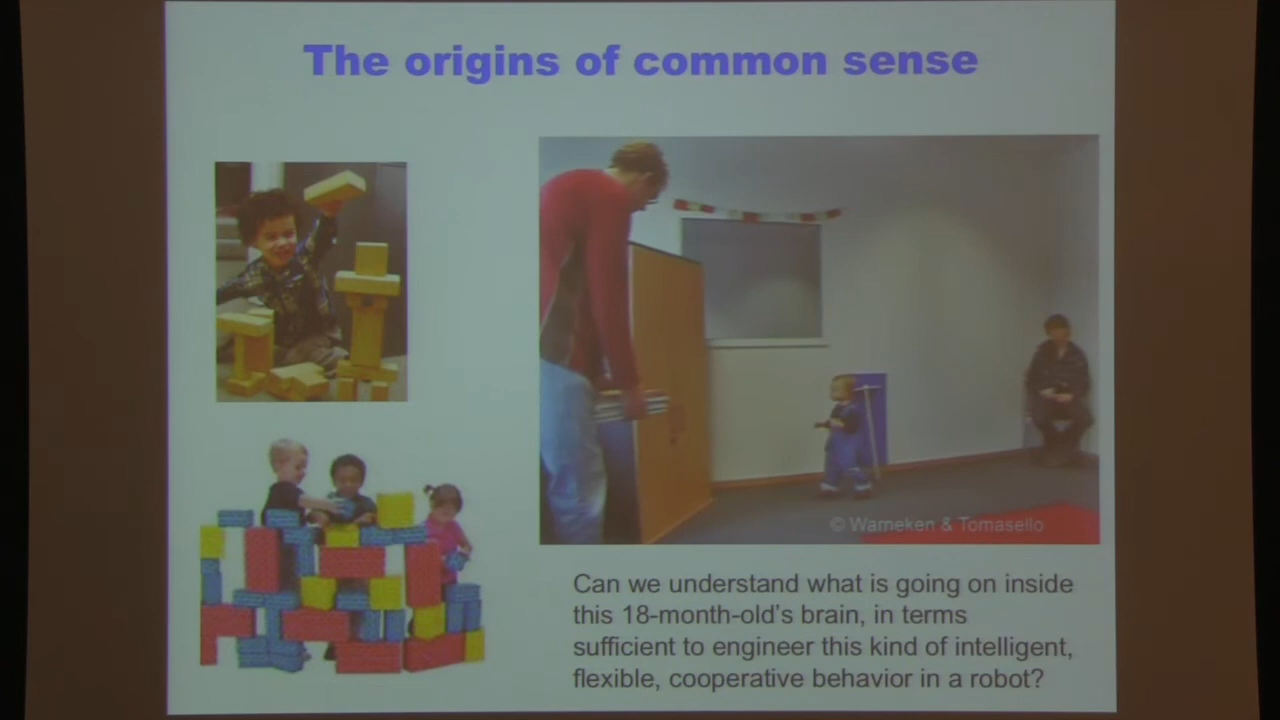 The origins of common sense
© Warneken & Tomasello
Can we understand what is going on inside
this 18-month-old's brain, in terms
sufficient to engineer this kind of intelligent,
flexible, cooperative behavior in a robot?